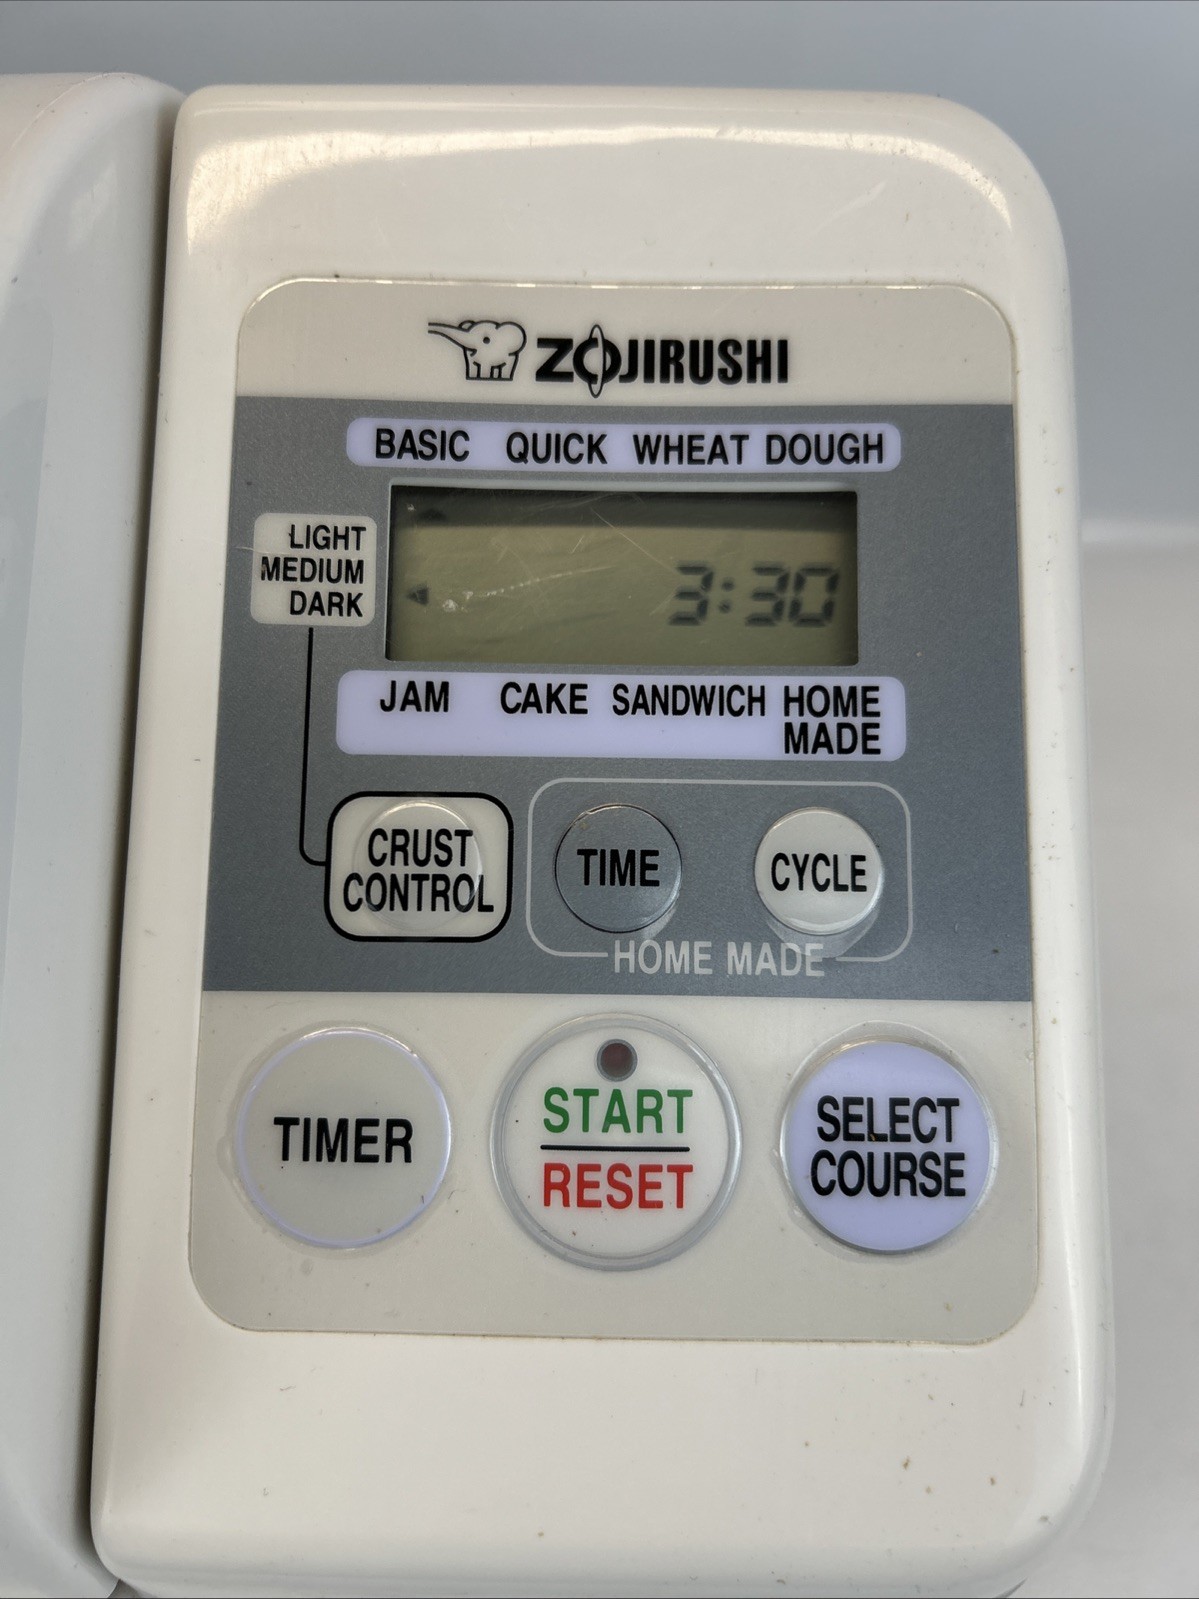 ZOJIRUSHI
BASIC QUICK WHEAT DOUGH
LIGHT
MEDIUM
DARK
3:30
JAM CAKE SANDWICH HOME
MADE
CRUST
CONTROL
TIME
CYCLE
HOME MADE
TIMER
START
RESET
SELECT
COURSE